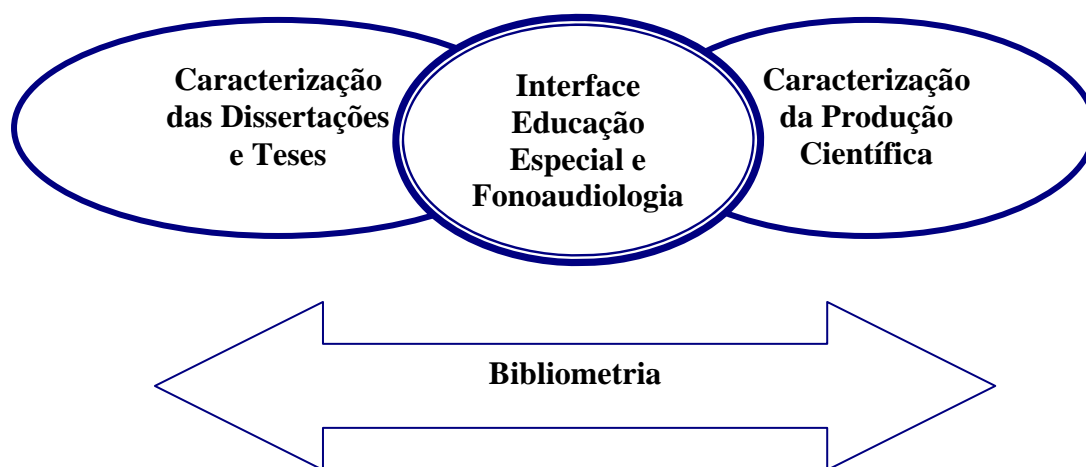 Caracterização
das Dissertações
e Teses
Interface
Educação
Especial e
Fonoaudiologia
Caracterização
da Produção
Científica
Bibliometria